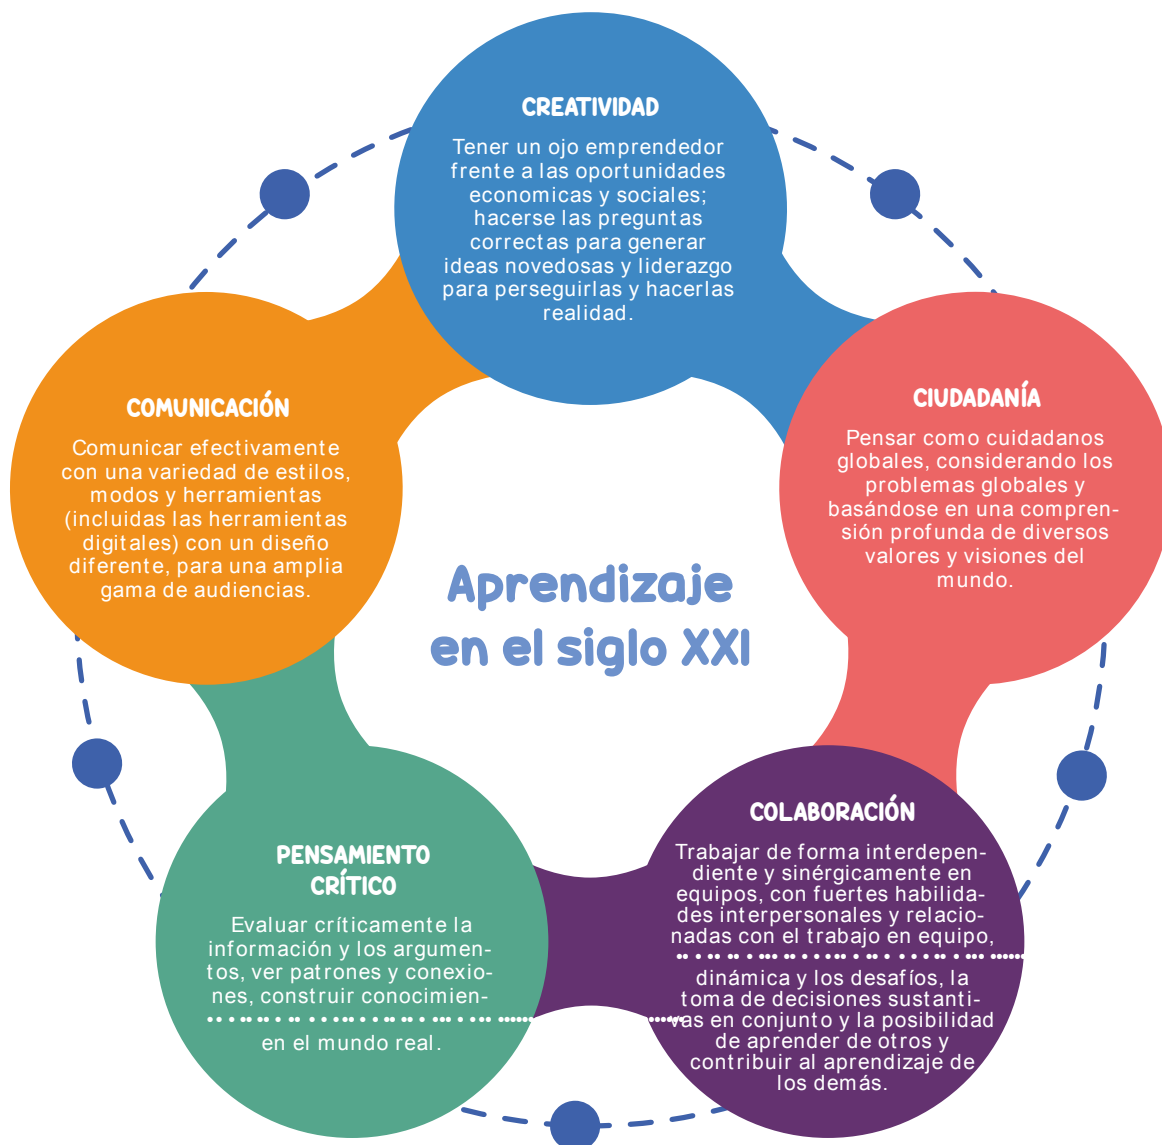 CREATIVIDAD
Tener un ojo emprendedor
frente a las oportunidades
economicas y sociales;
hacerse las preguntas
correctas para generar
ideas novedosas y liderazgo
para perseguirlas y hacerlas
realidad.
COMUNICACIÓN
Comunicar efectivamente
con una variedad de estilos,
modos y herramientas
(incluidas las herramientas
digitales) con un diseño
diferente, para una amplia
gama de audiencias.
CIUDADANÍA
Pensar como cuidadanos
globales, considerando los
problemas globales y
basándose en una compren-
sión profunda de diversos
valores y visiones del
mundo.
Aprendizaje
en el siglo XXI
PENSAMIENTO
CRÍTICO
Evaluar críticamente la
información y los argumen-
tos, ver patrones y conexio-
nes, construir conocimien-
en el mundo real.
COLABORACIÓN
Trabajar de forma interdepen-
diente y sinérgicamente en
equipos, con fuertes habilida-
des interpersonales y relacio-
nadas con el trabajo en equipo,
dinámica y los desafíos, la
toma de decisiones sustanti-
vas en conjunto y la posibilidad
de aprender de otros y
contribuir al aprendizaje de
los demás.